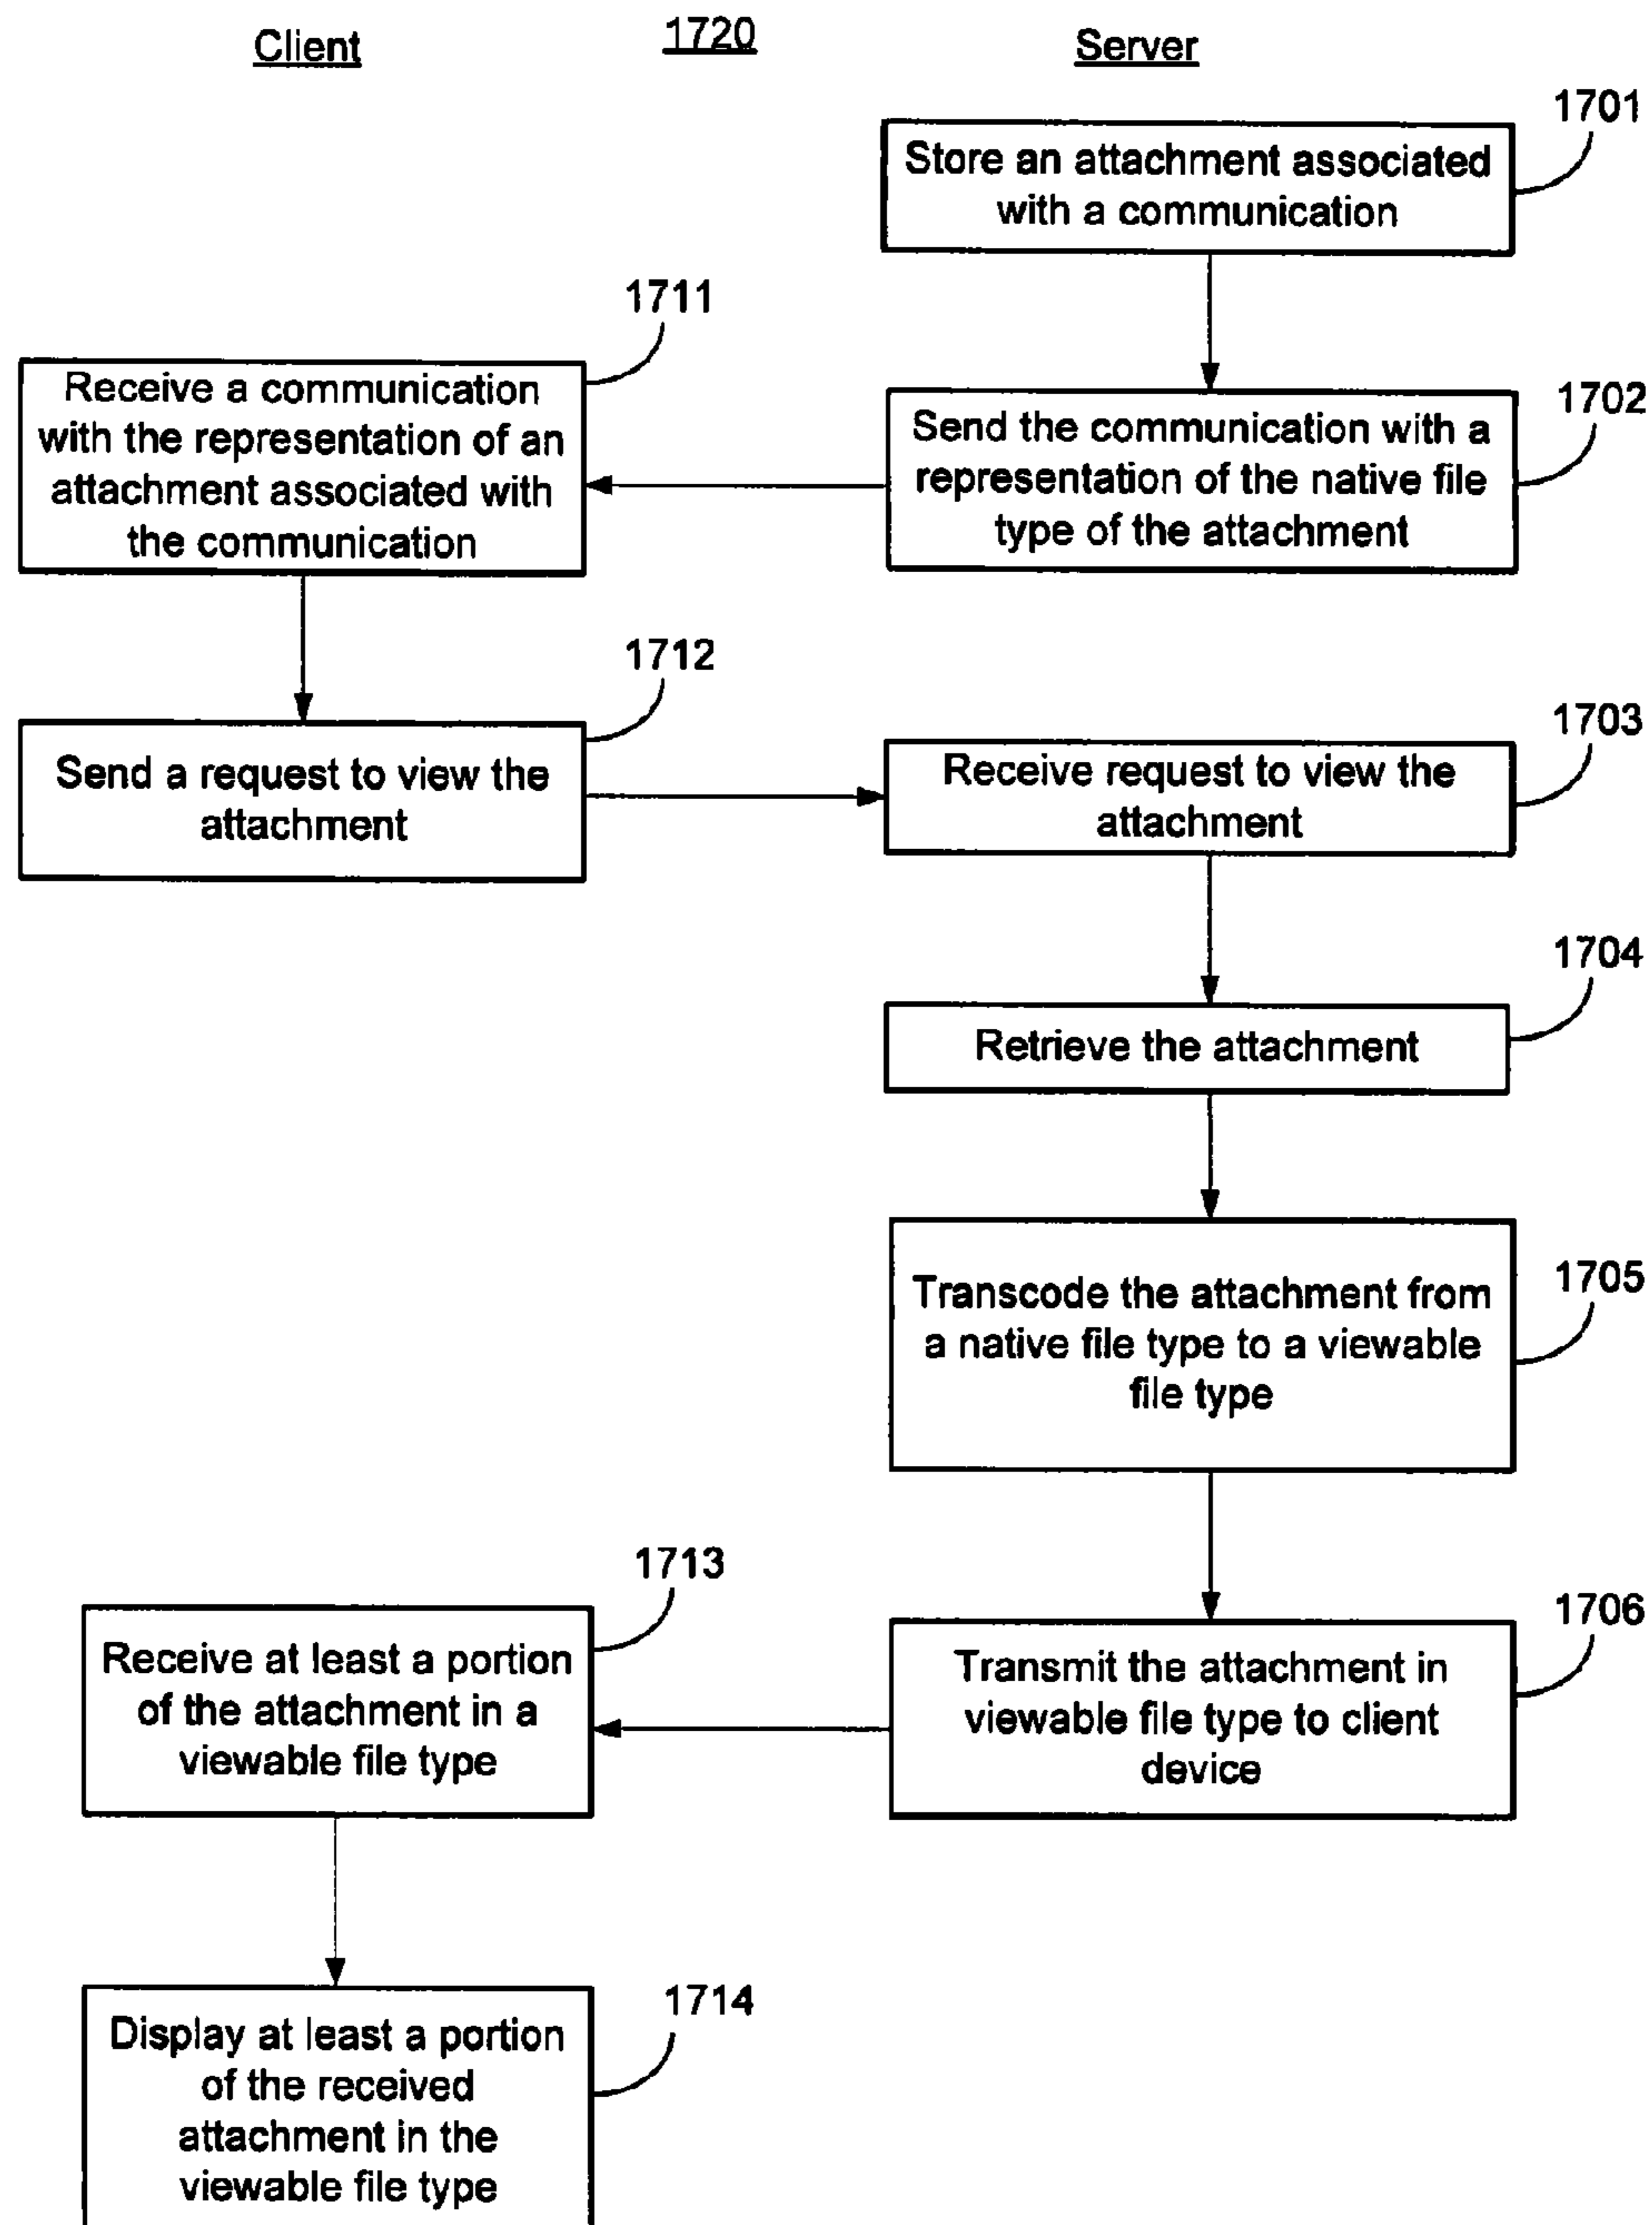 Client
1720
Server
1701
Store an attachment associated
with a communication
1711
Receive a communication
with the representation of an
attachment associated with
the communication
1702
Send the communication with a
representation of the native file
type of the attachment
1712
Send a request to view the
attachment
1703
Receive request to view the
attachment
1704
Retrieve the attachment
1705
Transcode the attachment from
a native file type to a viewable
file type
1713
Receive at least a portion
of the attachment in a
viewable file type
1706
Transmit the attachment in
viewable file type to client
device
1714
Display at least a portion
of the received
attachment in the
viewable file type